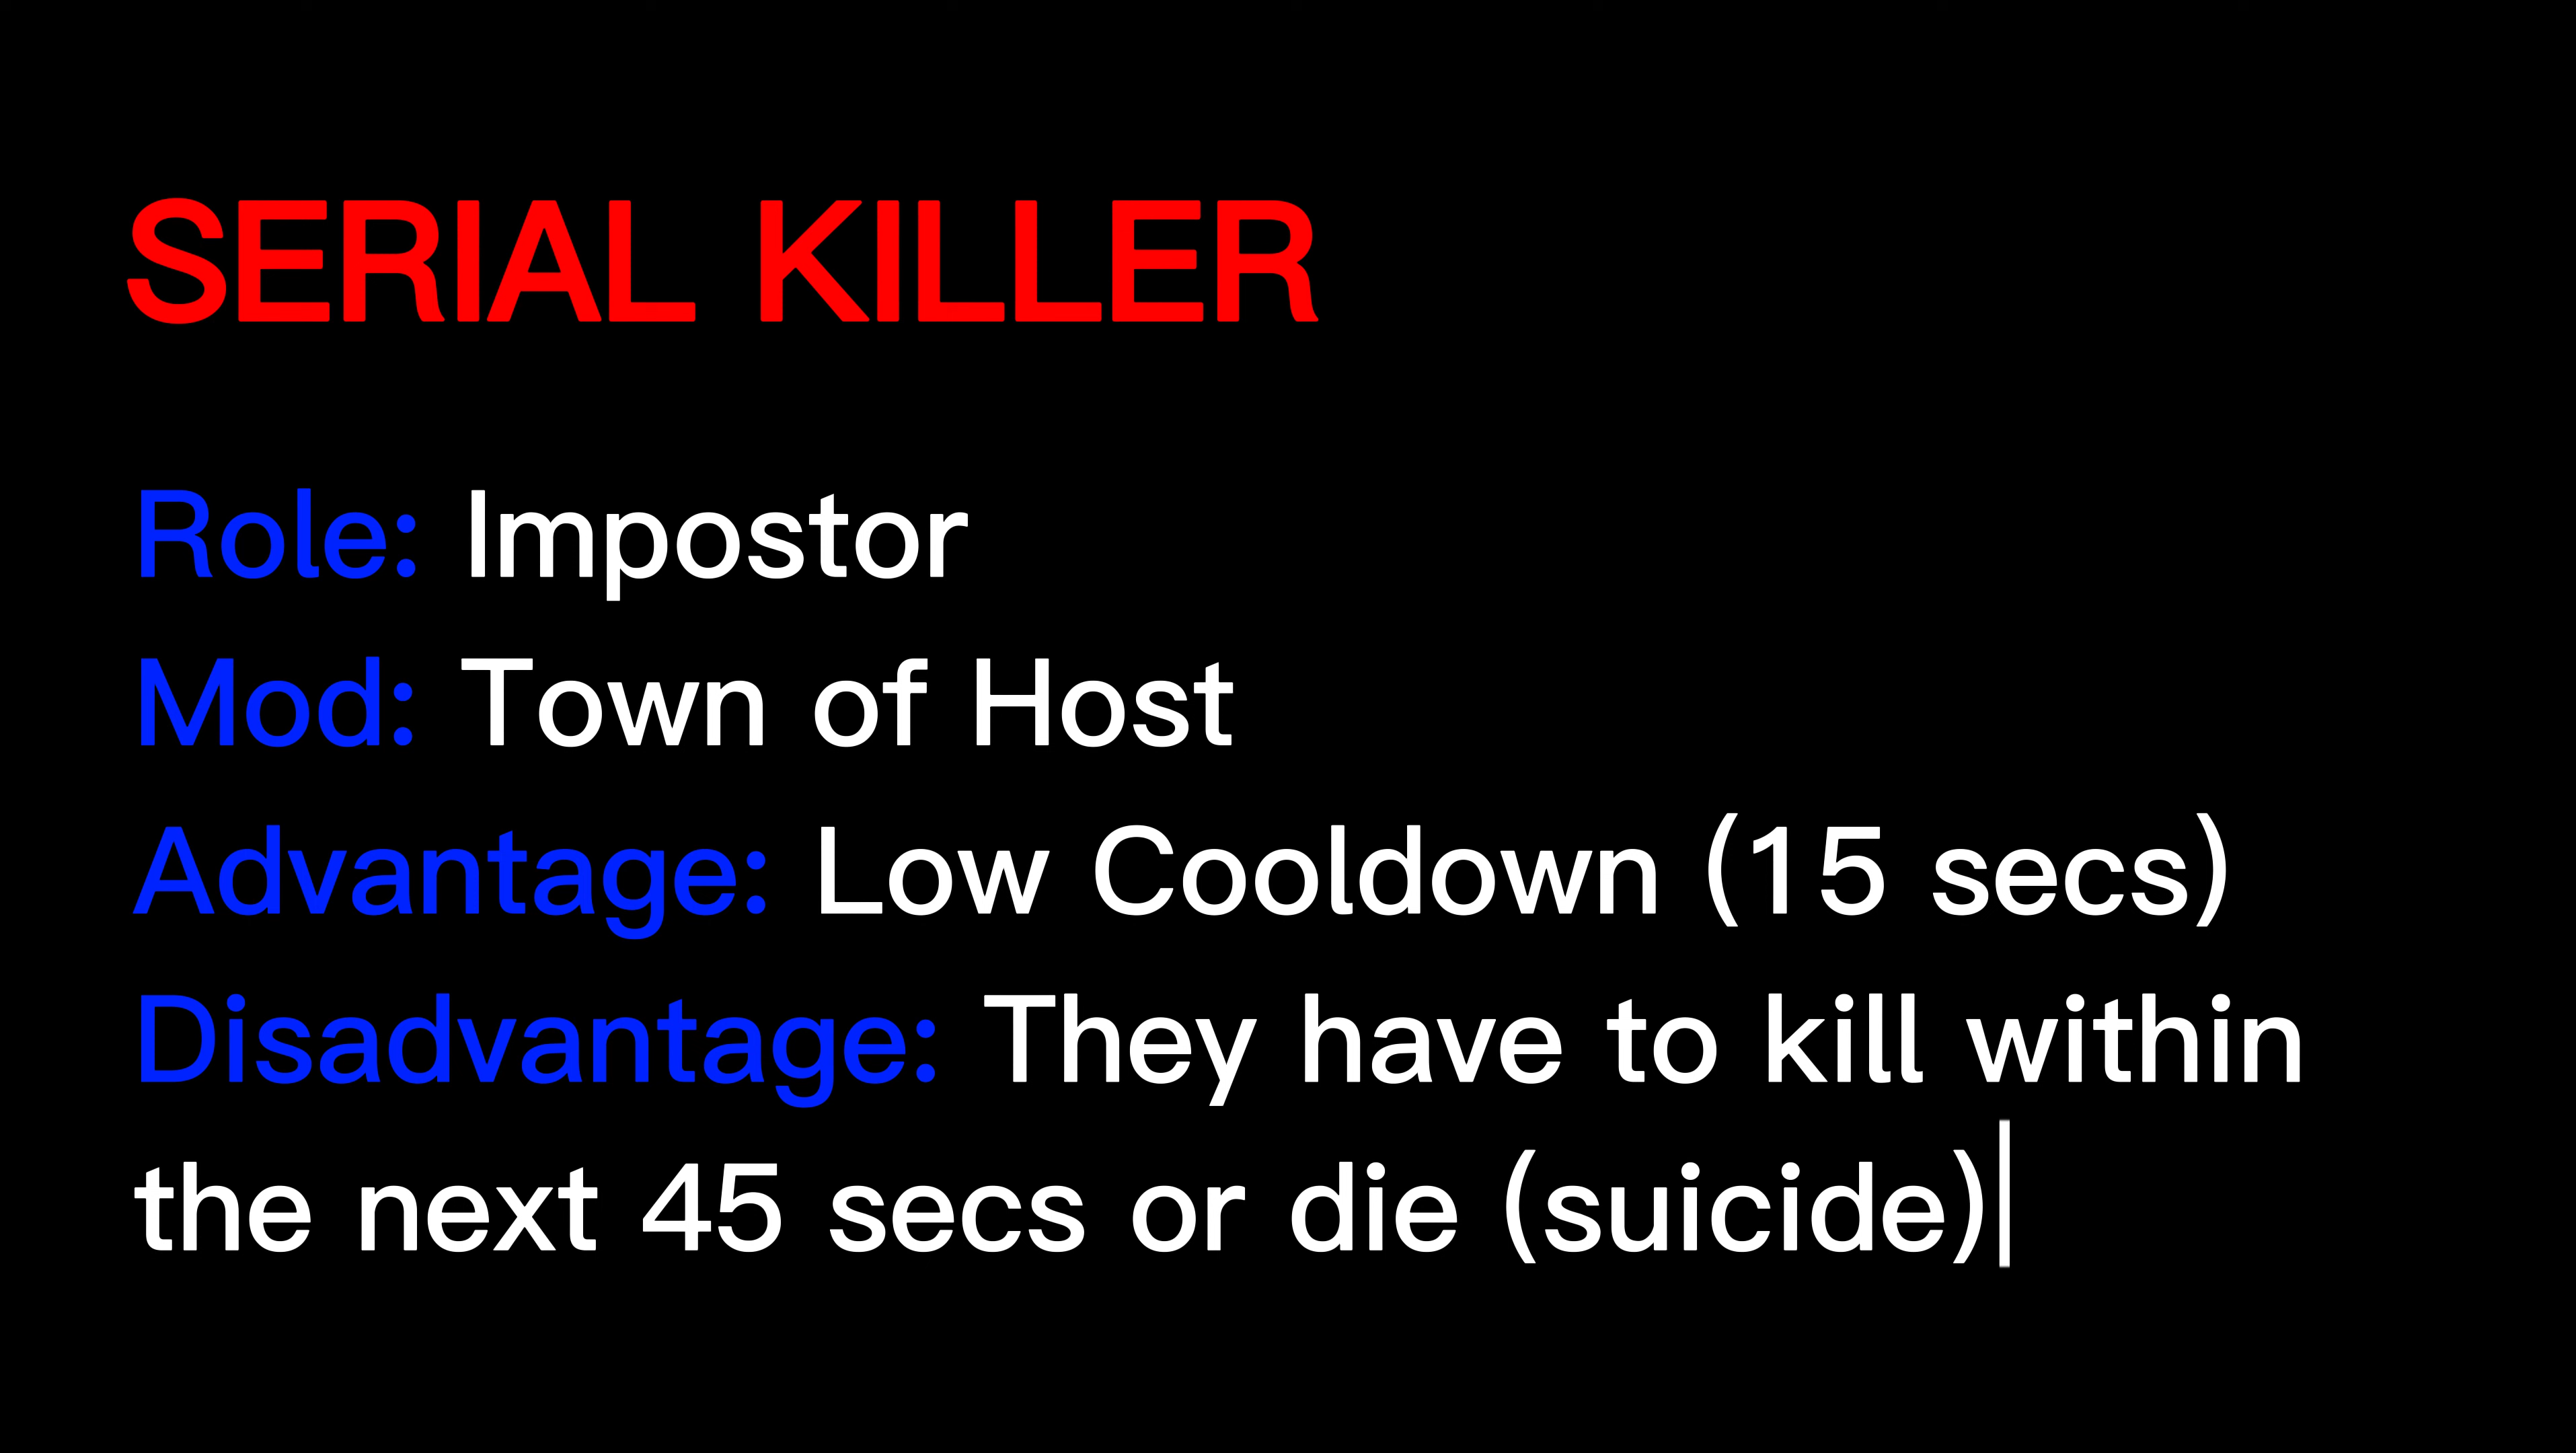 SERIAL KILLER
Role: Impostor
Mod: Town of Host
Advantage: Low Cooldown (15 secs)
Disadvantage: They have to kill within
the next 45 secs or die (suicide)